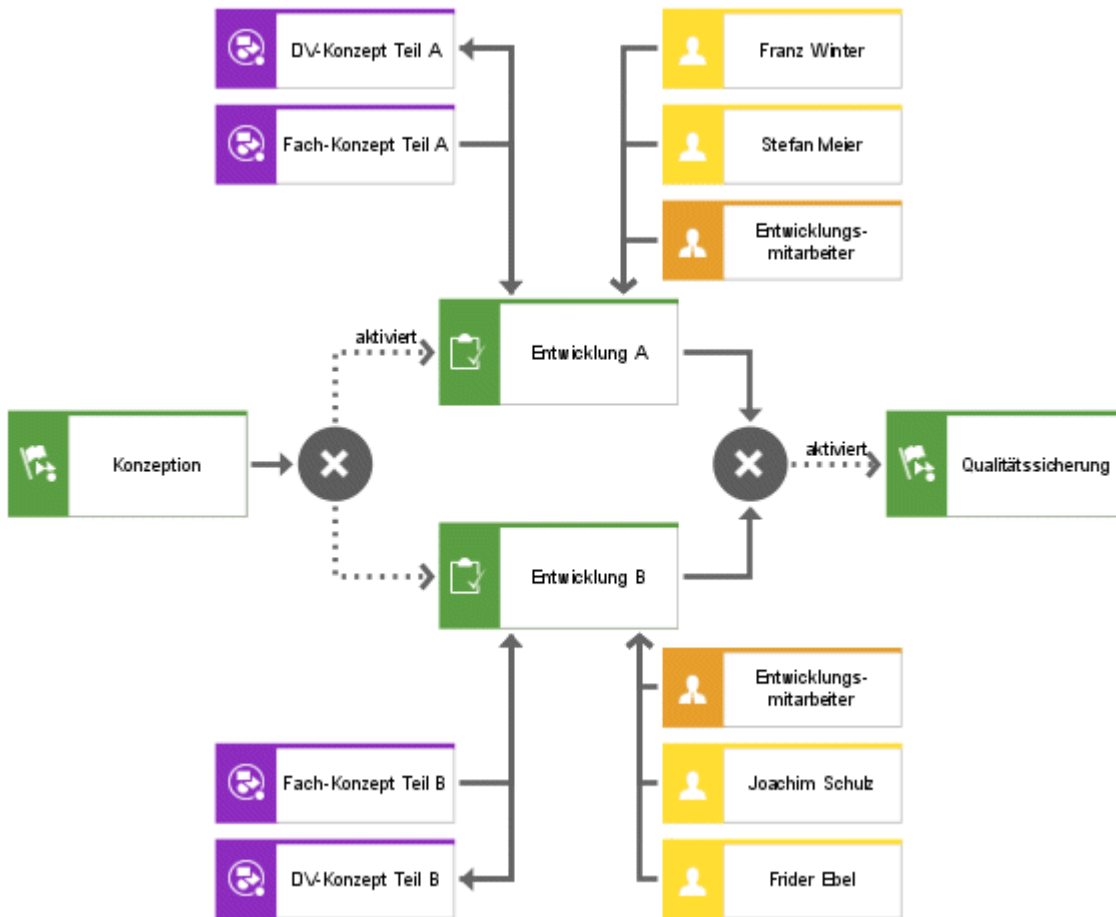 DV-Konzept Teil A
Franz Winter
Fach-Konzept Teil A
Stefan Meier
Entwicklungs-
mitarbeiter
aktiviert
Entwicklung A
Konzeption
aktiviert
Qualitätssicherung
Entwicklung B
Entwicklungs-
mitarbeiter
Fach-Konzept Teil B
Joachim Schulz
DV-Konzept Teil B
Frider Ebel